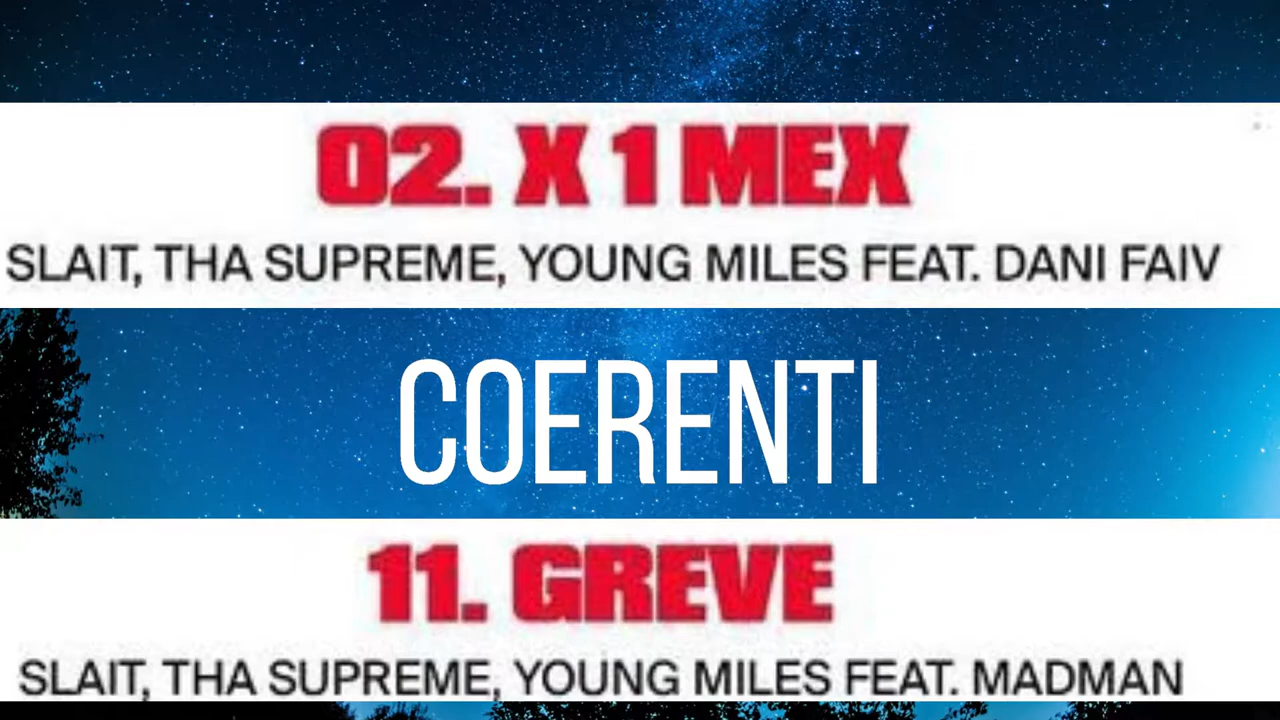 02. X 1 MEX
SLAIT, THA SUPREME, YOUNG MILES FEAT. DANI FAIV
COERENTI
11. GREVE
SLAIT, THA SUPREME, YOUNG MILES FEAT. MADMAN